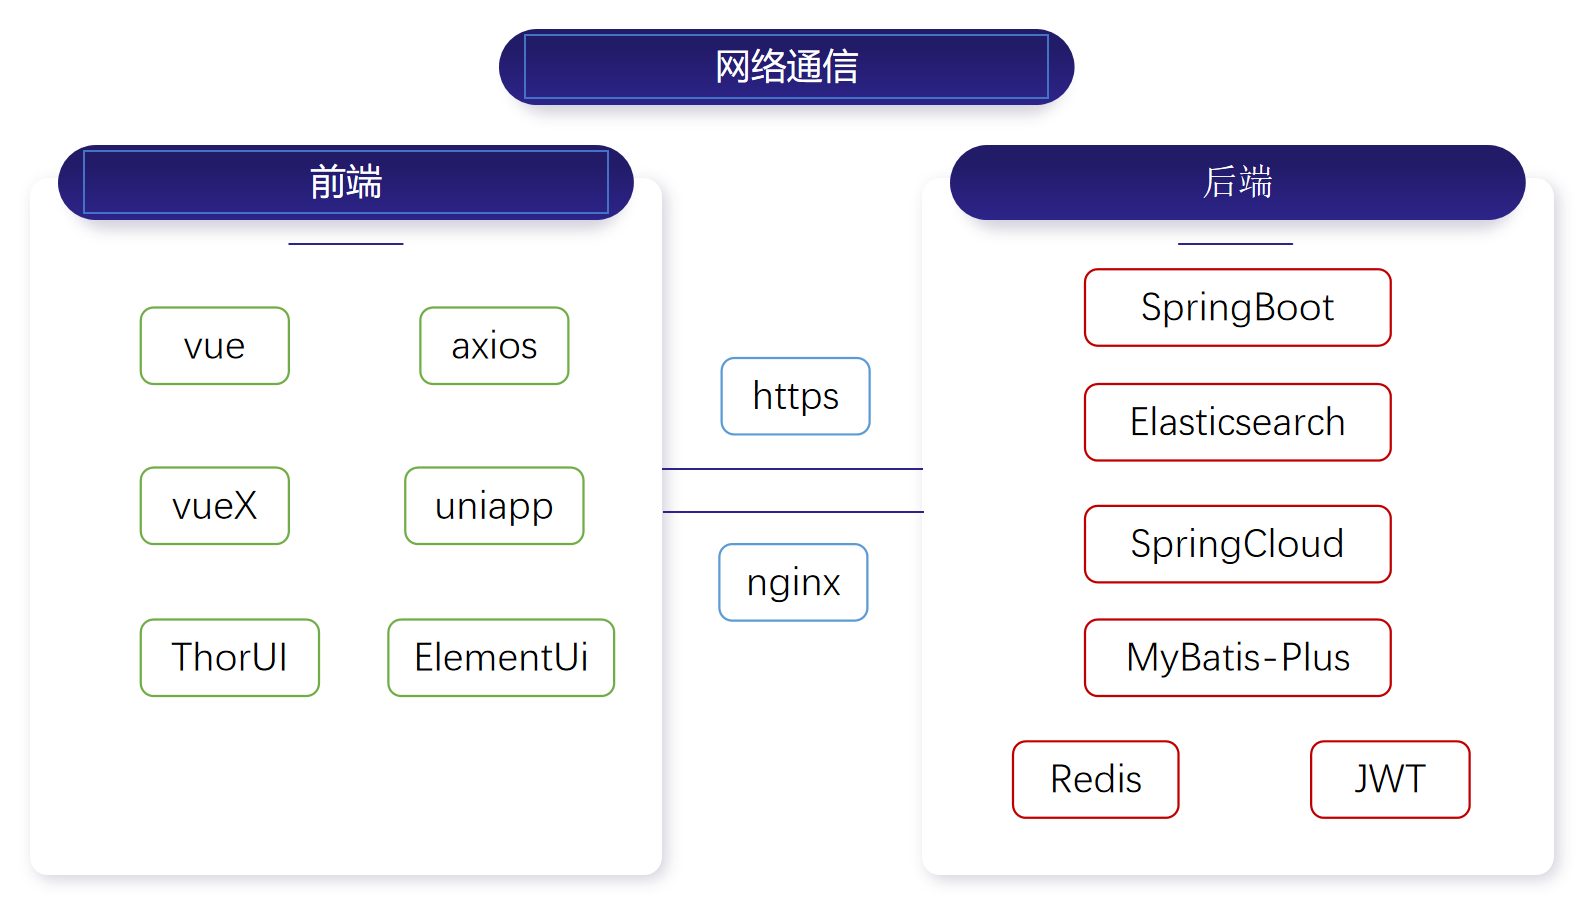 网络通信
前端
vue
axios
vueX
uniapp
ThorUI
ElementUi
https
nginx
后端
SpringBoot
Elasticsearch
SpringCloud
MyBatis-Plus
Redis
JWT